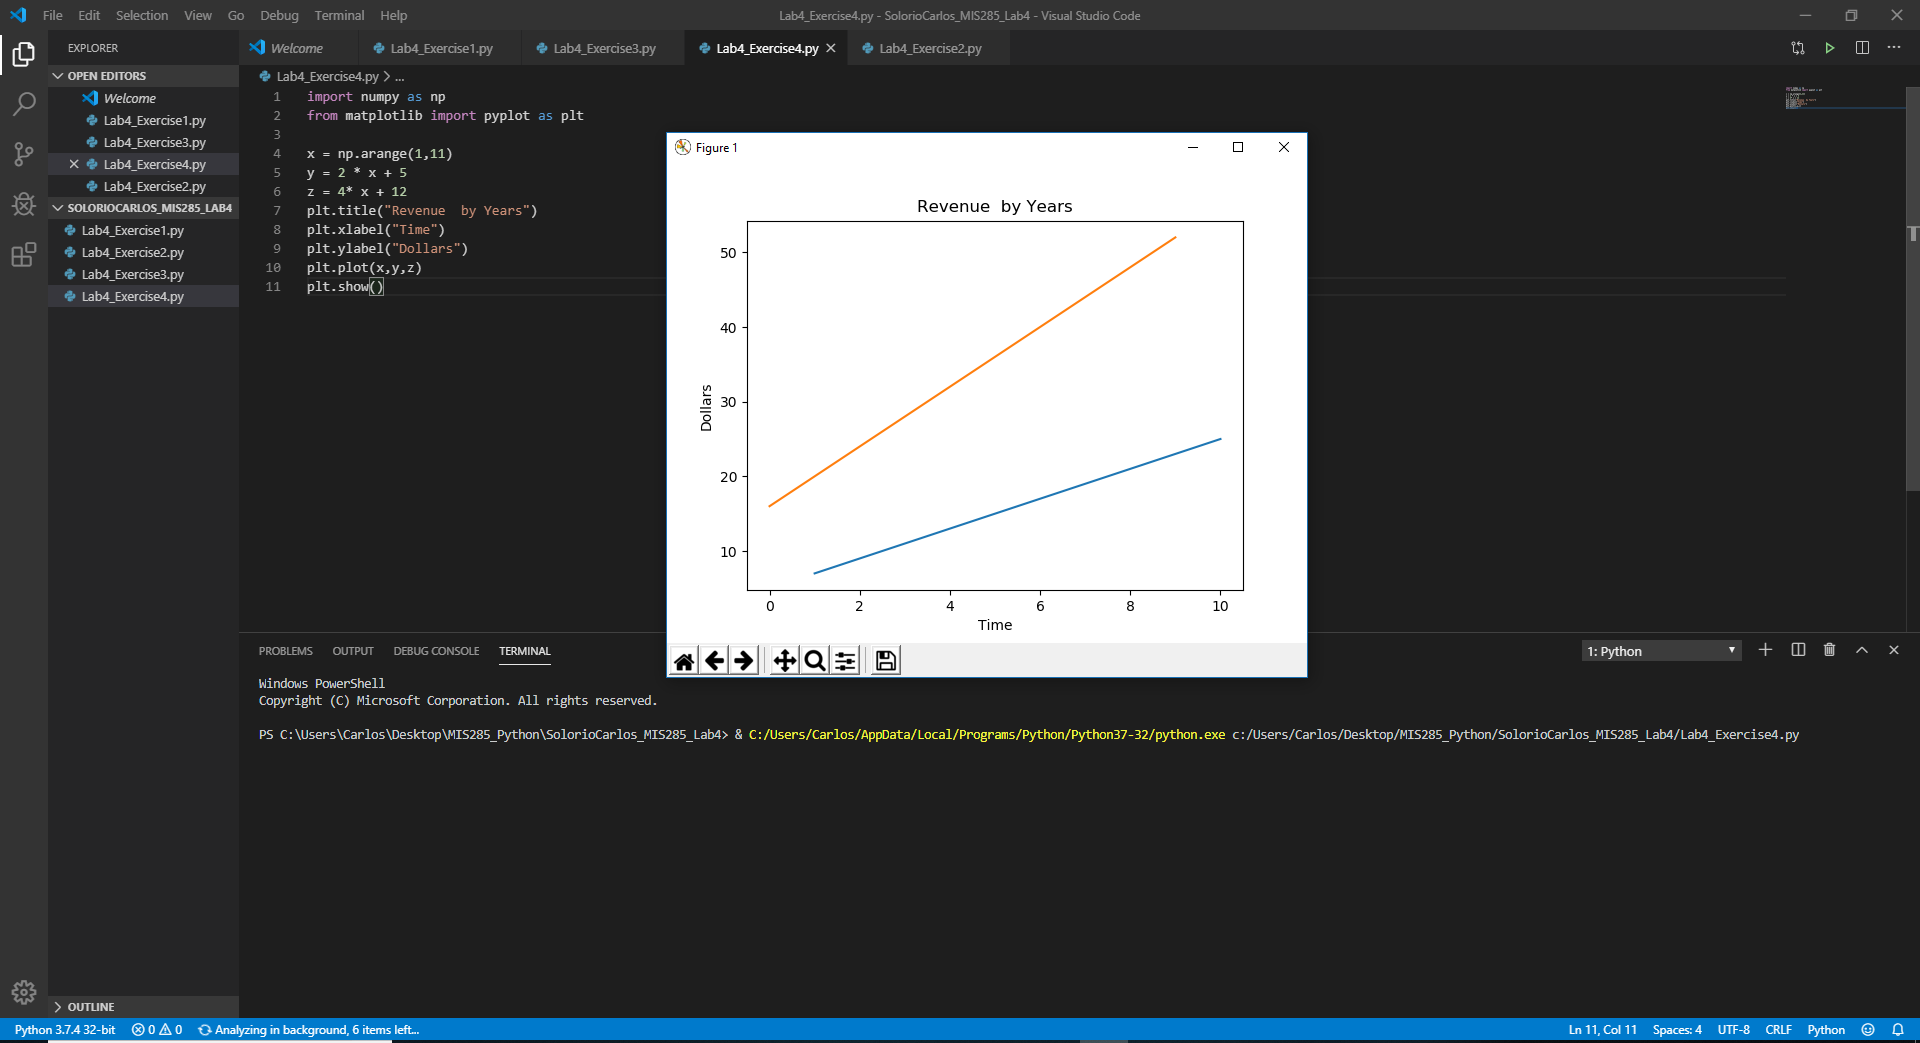 File Edit Selection View Go Debug Terminal Help
Lab4_Exercise4.py - SolorioCarlos_MIS285_Lab4 - Visual Studio Code
EXPLORER
OPEN EDITORS
Welcome
Lab4_Exercise1.py
Lab4_Exercise3.py
Lab4_Exercise4.py
Lab4_Exercise2.py
SOLORIOCARLOS_MIS285_LAB4
Lab4_Exercise1.py
Lab4_Exercise2.py
Lab4_Exercise3.py
Lab4_Exercise4.py
OUTLINE
Welcome Lab4_Exercise1.py Lab4_Exercise3.py Lab4_Exercise4.py Lab4_Exercise2.py
Lab4_Exercise4.py > ...
1 import numpy as np
2 from matplotlib import pyplot as plt
3
4 x = np.arange(1,11)
5 y = 2 * x + 5
6 z = 4* x + 12
7 plt.title("Revenue  by Years")
8 plt.xlabel("Time")
9 plt.ylabel("Dollars")
10 plt.plot(x,y,z)
11 plt.show()
Figure 1
Revenue  by Years
Dollars
50
40
30
20
10
0 2 4 6 8 10
Time
PROBLEMS OUTPUT DEBUG CONSOLE TERMINAL
1: Python
Windows PowerShell
Copyright (C) Microsoft Corporation. All rights reserved.
PS C:\Users\Carlos\Desktop\MIS285_Python\SolorioCarlos_MIS285_Lab4> & C:/Users/Carlos/AppData/Local/Programs/Python/Python37-32/python.exe c:/Users/Carlos/Desktop/MIS285_Python/SolorioCarlos_MIS285_Lab4/Lab4_Exercise4.py
Python 3.7.4 32-bit 0 0 Analyzing in background, 6 items left...
Ln 11, Col 11 Spaces: 4 UTF-8 CRLF Python